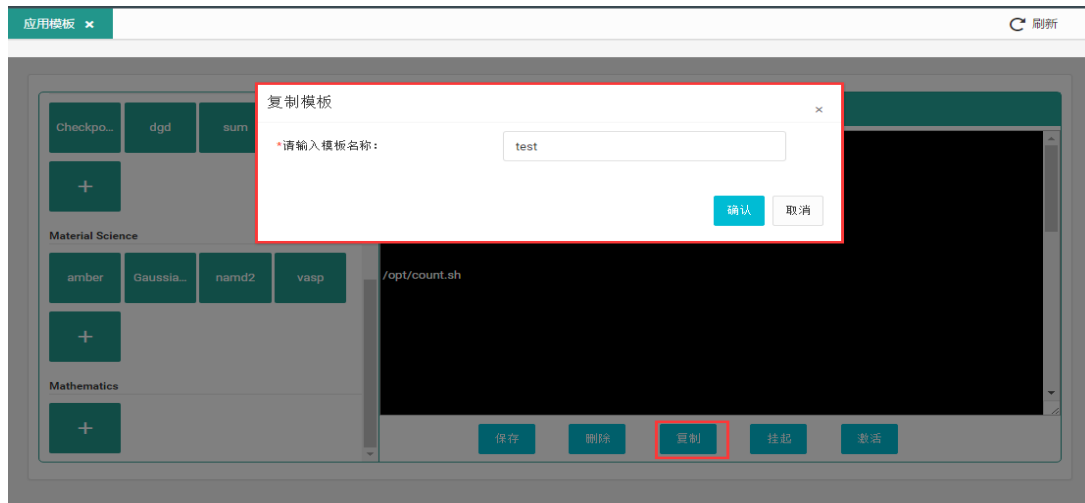 应用模板 ×
刷新
复制模板 ×
*请输入模板名称: test
确认 取消
Checkpo... dgd sum
+
Material Science
amber Gaussia... namd2 vasp
+
Mathematics
+
/opt/count.sh
保存 删除 复制 挂起 激活